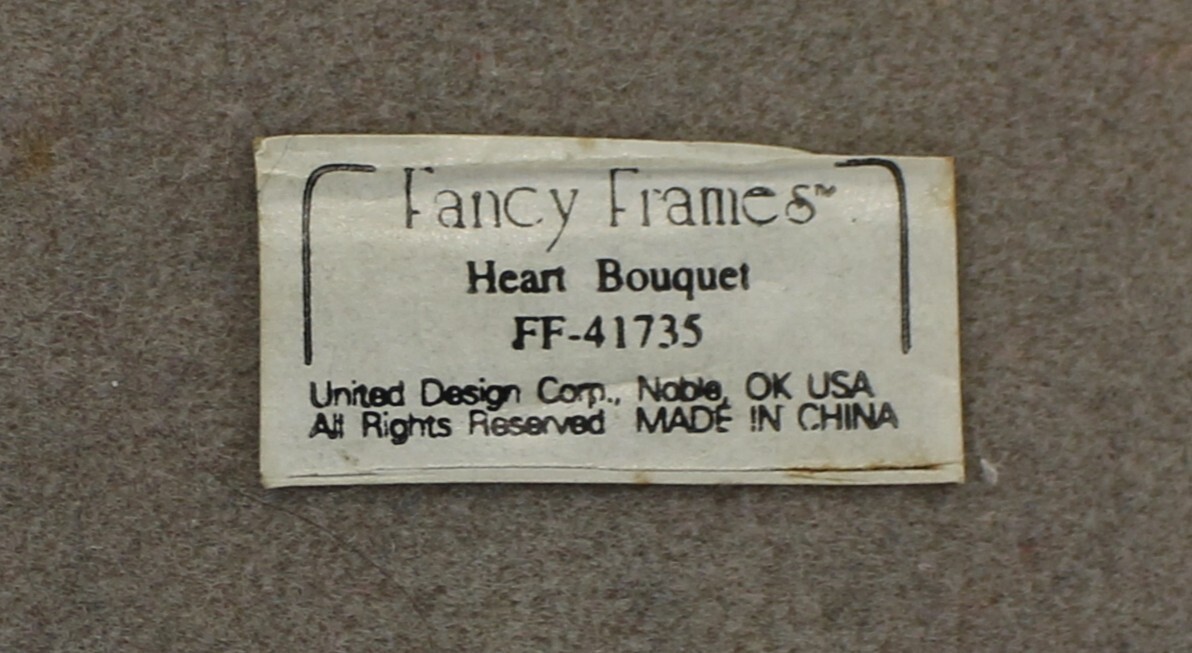 Fancy Frames™
Heart Bouquet
FF-41735
United Design Corp., Noble, OK USA
All Rights Reserved MADE IN CHINA